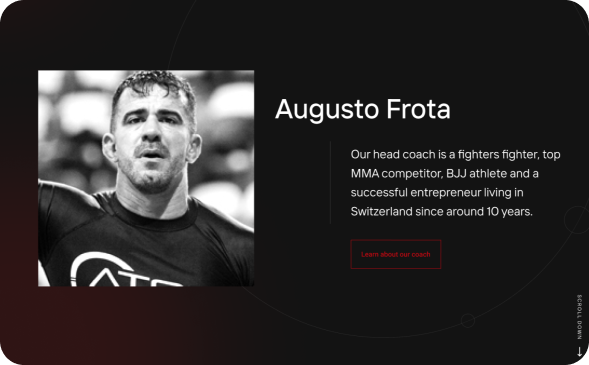 Augusto Frota
Our head coach is a fighters fighter, top
MMA competitor, BJJ athlete and a
successful entrepreneur living in
Switzerland since around 10 years.
Learn about our coach
SCROLL DOWN
ATOS